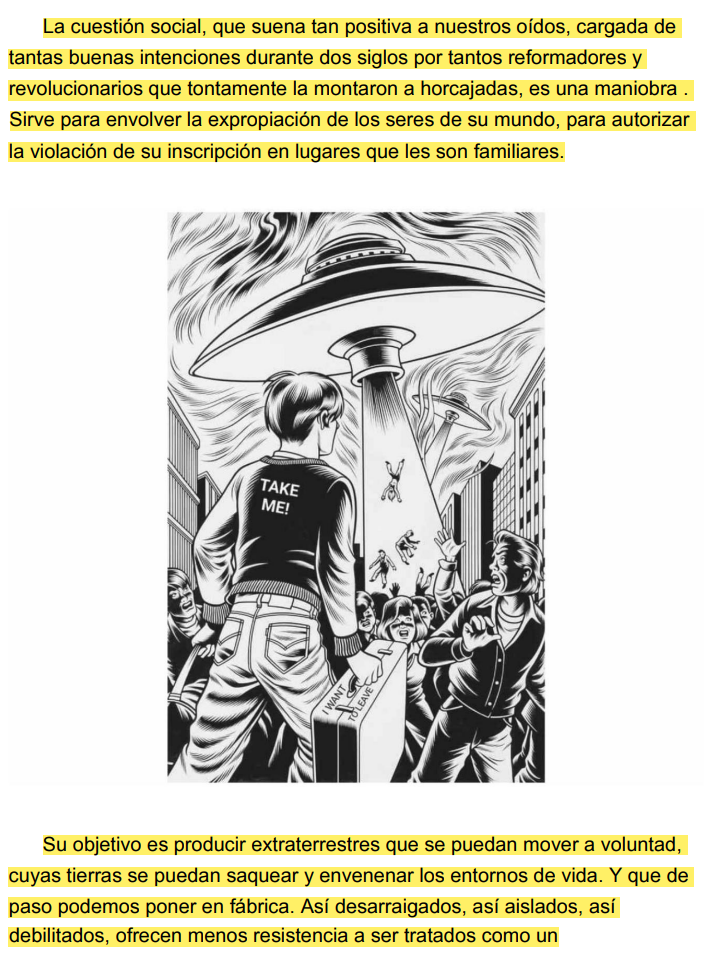 La cuestión social, que suena tan positiva a nuestros oídos, cargada de
tantas buenas intenciones durante dos siglos por tantos reformadores y
revolucionarios que tontamente la montaron a horcajadas, es una maniobra .
Sirve para envolver la expropiación de los seres de su mundo, para autorizar
la violación de su inscripción en lugares que les son familiares.
TAKE
ME!
I WANT
TO LEAVE
Su objetivo es producir extraterrestres que se puedan mover a voluntad,
cuyas tierras se puedan saquear y envenenar los entornos de vida. Y que de
paso podemos poner en fábrica. Así desarraigados, así aislados, así
debilitados, ofrecen menos resistencia a ser tratados como un